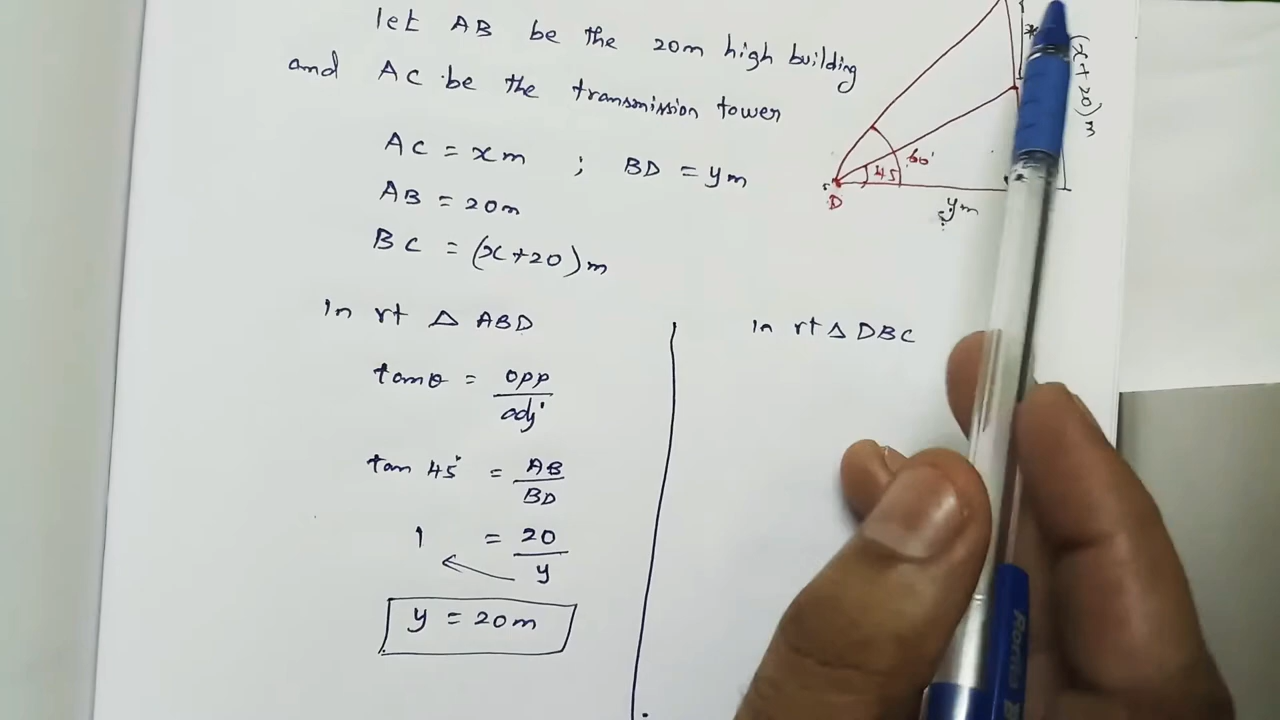 let AB be the 20m high building
and AC be the transmission tower
AC = x m ; BD = y m
AB = 20m
BC = (x+20) m
In rt Δ ABD
tanθ = opp
adj
tan 45° = AB
BD
1 = 20
y
y = 20m
In rt Δ DBC
x
(x+20) m
60°
45
D
y m